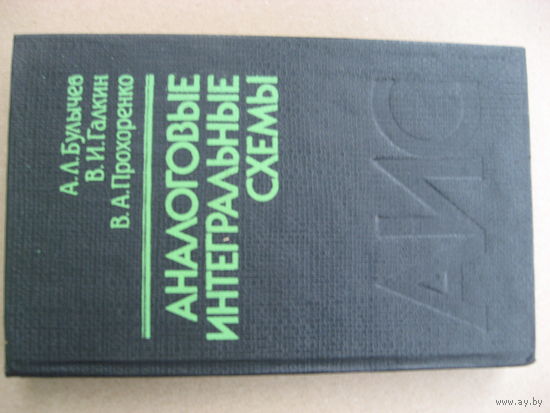 А.Л.Булычев
В.И.Галкин
В.А.Прохоренко
АНАЛОГОВЫЕ
ИНТЕГРАЛЬНЫЕ
СХЕМЫ
АИС
www.ay.by